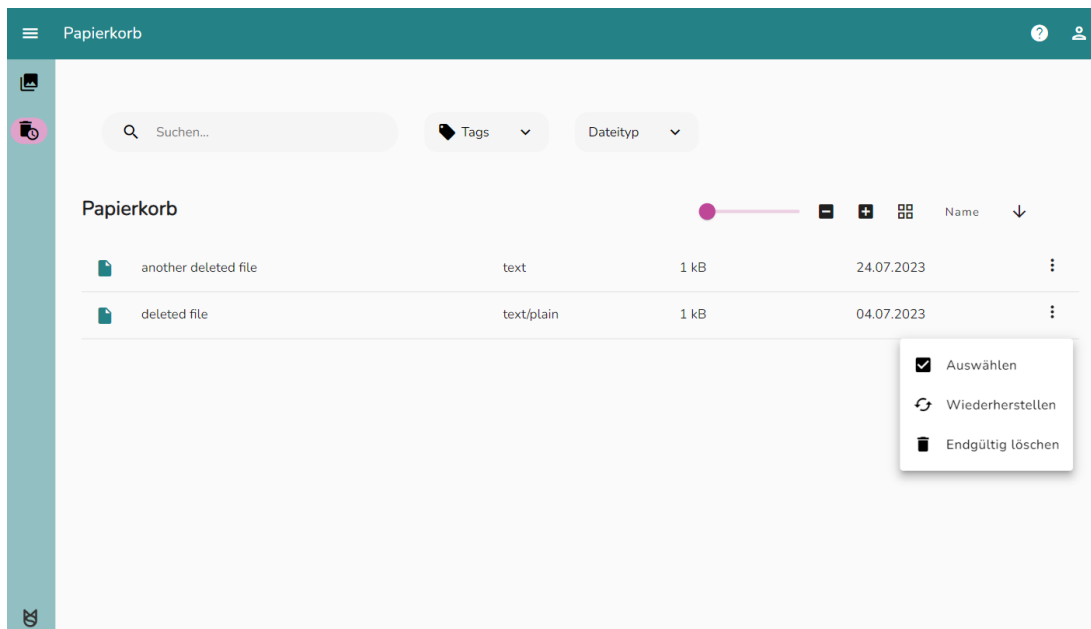 Papierkorb
Suchen...
Tags
Dateityp
Papierkorb
Name
another deleted file text 1 kB 24.07.2023
deleted file text/plain 1 kB 04.07.2023
Auswählen
Wiederherstellen
Endgültig löschen